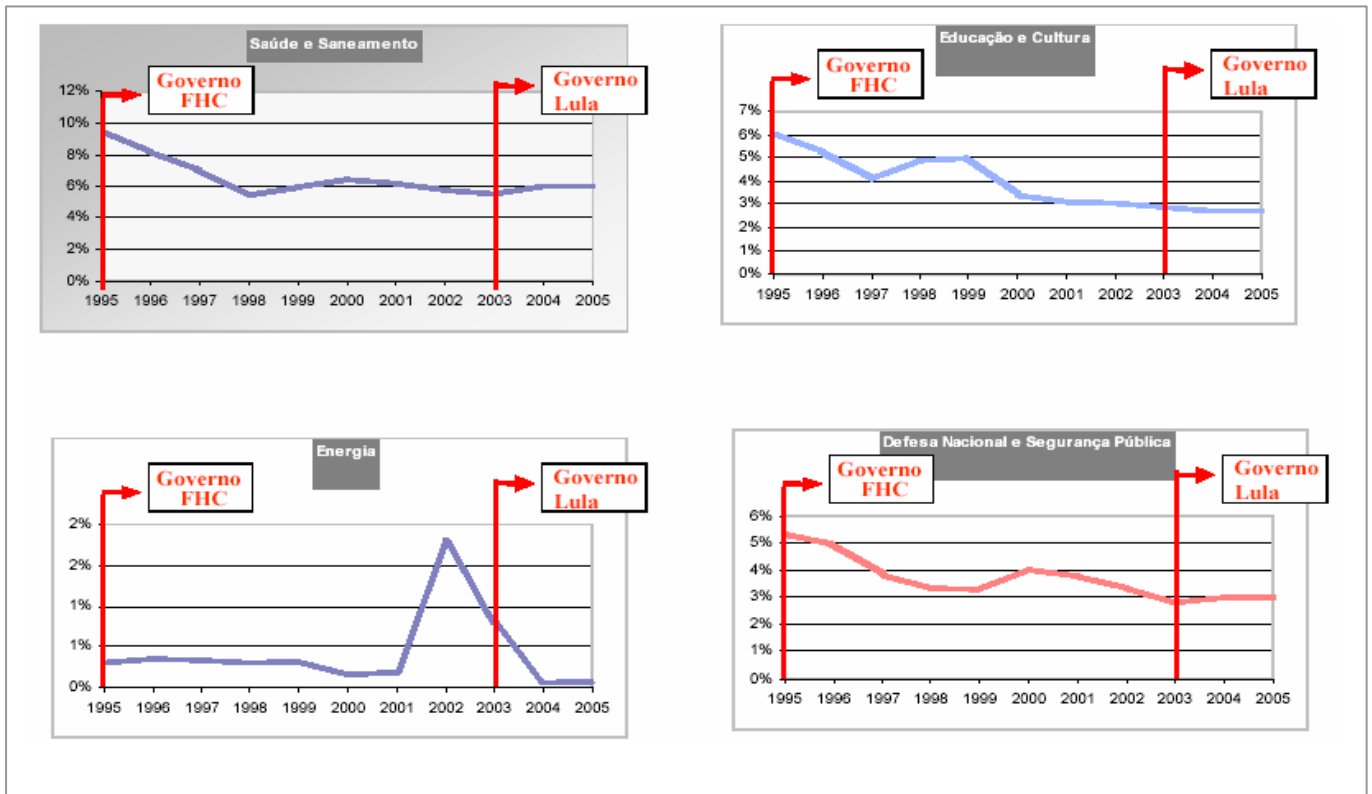 Saúde e Saneamento
Governo
FHC
Governo
Lula
12%
10%
8%
6%
4%
2%
0%
1995 1996 1997 1998 1999 2000 2001 2002 2003 2004 2005
Educação e Cultura
Governo
FHC
Governo
Lula
7%
6%
5%
4%
3%
2%
1%
0%
1995 1996 1997 1998 1999 2000 2001 2002 2003 2004 2005
Energia
Governo
FHC
Governo
Lula
2%
2%
1%
1%
0%
1995 1996 1997 1998 1999 2000 2001 2002 2003 2004 2005
Defesa Nacional e Segurança Pública
Governo
FHC
Governo
Lula
6%
5%
4%
3%
2%
1%
0%
1995 1996 1997 1998 1999 2000 2001 2002 2003 2004 2005